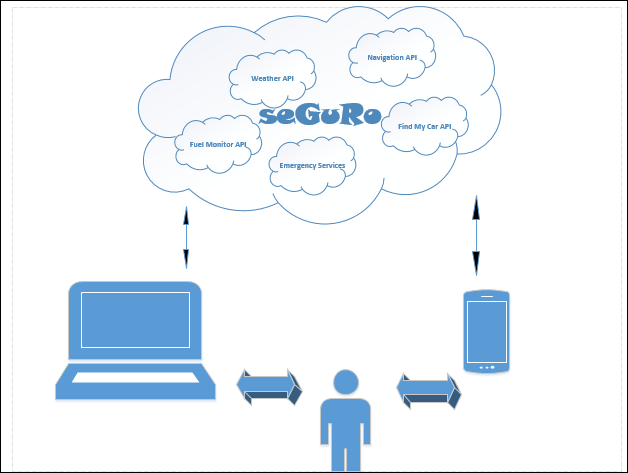 Navigation API
Weather API
seGuRo
Find My Car API
Fuel Monitor API
Emergency Services